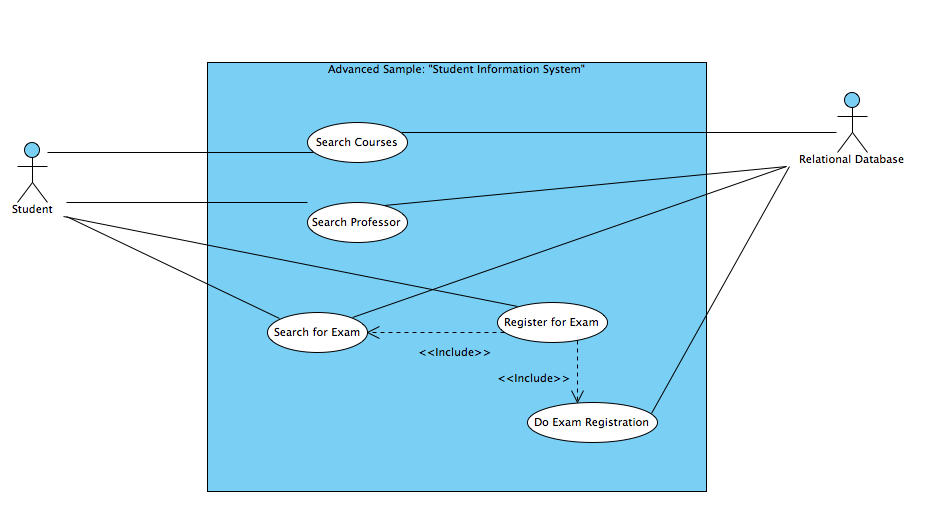 Advanced Sample: "Student Information System"
Search Courses
Relational Database
Student
Search Professor
Search for Exam
Register for Exam
<<Include>>
<<Include>>
Do Exam Registration